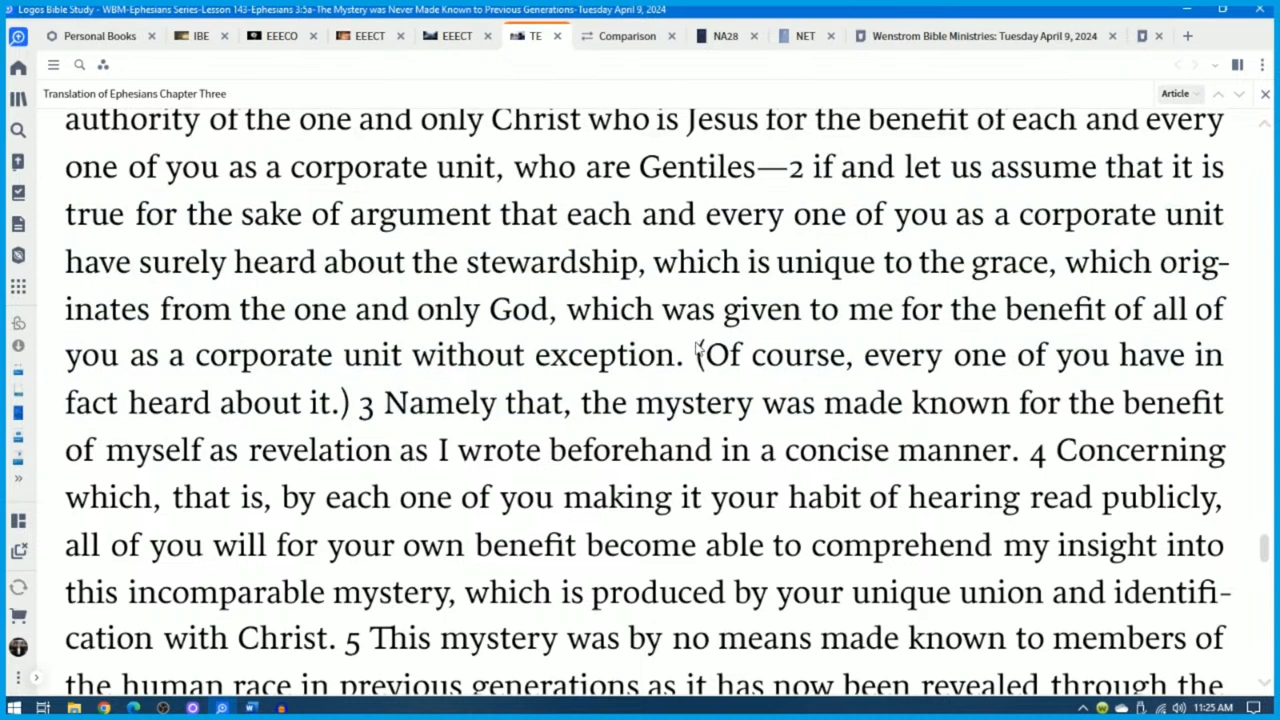 Logos Bible Study - WBM-Ephesians Series-Lesson 143-Ephesians 3:5a-The Mystery was Never Made Known to Previous Generations-Tuesday April 9, 2024
Personal Books IBE EEECO EEECT EEECT TE Comparison NA28 NET Wenstrom Bible Ministries: Tuesday April 9, 2024
Translation of Ephesians Chapter Three Article
authority of the one and only Christ who is Jesus for the benefit of each and every
one of you as a corporate unit, who are Gentiles—2 if and let us assume that it is
true for the sake of argument that each and every one of you as a corporate unit
have surely heard about the stewardship, which is unique to the grace, which orig-
inates from the one and only God, which was given to me for the benefit of all of
you as a corporate unit without exception. (Of course, every one of you have in
fact heard about it.) 3 Namely that, the mystery was made known for the benefit
of myself as revelation as I wrote beforehand in a concise manner. 4 Concerning
which, that is, by each one of you making it your habit of hearing read publicly,
all of you will for your own benefit become able to comprehend my insight into
this incomparable mystery, which is produced by your unique union and identifi-
cation with Christ. 5 This mystery was by no means made known to members of
the human race in previous generations as it has now been revealed through the
11:25 AM